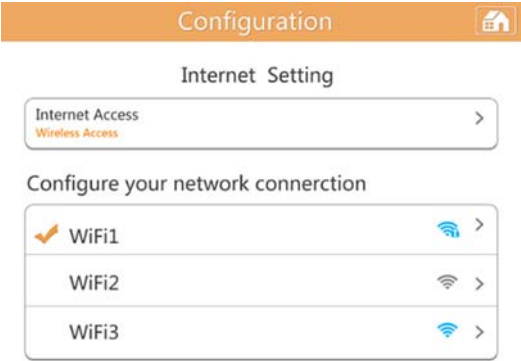 Configuration
Internet Setting
Internet Access
Wireless Access
Configure your network connerction
WiFi1
WiFi2
WiFi3